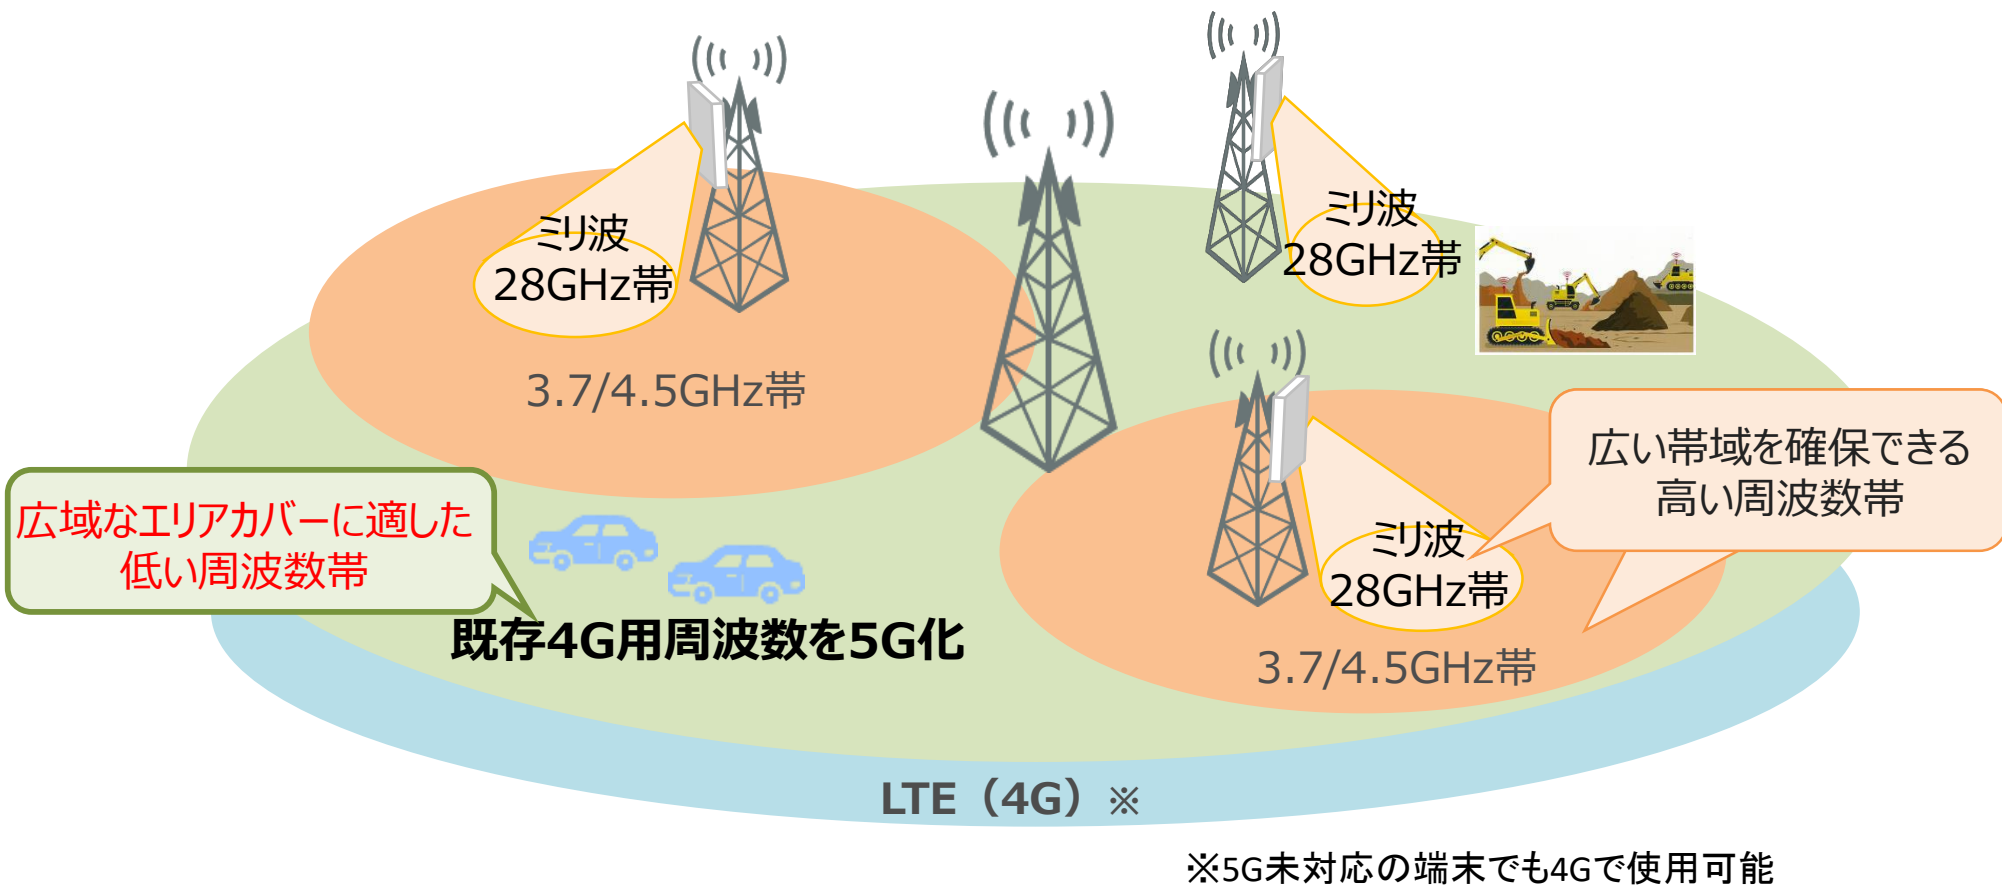 ミリ波
28GHz帯
ミリ波
28GHz帯
3.7/4.5GHz帯
広い帯域を確保できる
高い周波数帯
広域なエリアカバーに適した
低い周波数帯
ミリ波
28GHz帯
既存4G用周波数を5G化
3.7/4.5GHz帯
LTE（4G）※
※5G未対応の端末でも4Gで使用可能